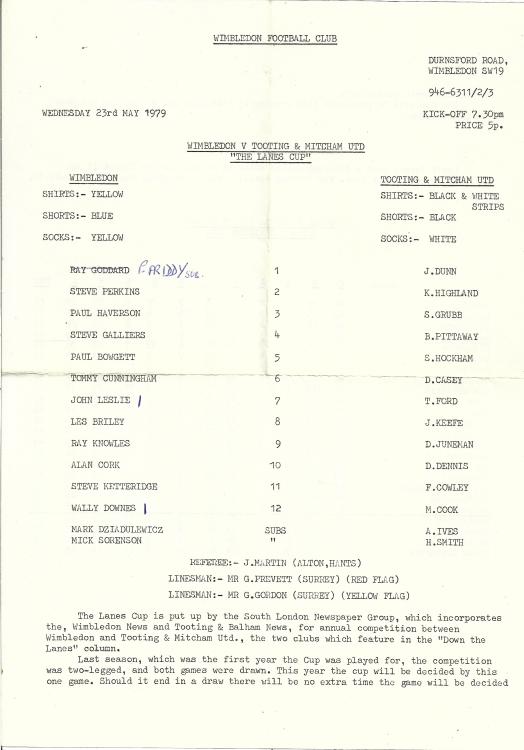 WIMBLEDON FOOTBALL CLUB
DURNSFORD ROAD,
WIMBLEDON SW19
946-6311/2/3
WEDNESDAY 23rd MAY 1979
KICK-OFF 7.30pm
PRICE 5p.
WIMBLEDON V TOOTING & MITCHAM UTD
"THE LANES CUP"
WIMBLEDON TOOTING & MITCHAM UTD
SHIRTS:- YELLOW SHIRTS:- BLACK & WHITE
STRIPS
SHORTS:- BLUE SHORTS:- BLACK
SOCKS:- YELLOW SOCKS:- WHITE
RAY GODDARD P. PRIDDY SUB. 1 J.DUNN
STEVE PERKINS 2 K.HIGHLAND
PAUL HAVERSON 3 S.GRUBB
STEVE GALLIERS 4 B.PITTAWAY
PAUL BOWGETT 5 S.HOCKHAM
TOMMY CUNNINGHAM 6 D.CASEY
JOHN LESLIE | 7 T.FORD
LES BRILEY 8 J.KEEFE
RAY KNOWLES 9 D.JUNEMAN
ALAN CORK 10 D.DENNIS
STEVE KETTERIDGE 11 F.COWLEY
WALLY DOWNES | 12 M.COOK
MARK DZIADULEWICZ SUBS A.IVES
MICK SORENSON " H.SMITH
REFEREE:- J.MARTIN (ALTON,HANTS)
LINESMAN:- MR G.PREVETT (SURREY) (RED FLAG)
LINESMAN:- MR G.GORDON (SURREY) (YELLOW FLAG)
The Lanes Cup is put up by the South London Newspaper Group, which incorporates
the, Wimbledon News and Tooting & Balham News, for annual competition between
Wimbledon and Tooting & Mitcham Utd., the two clubs which feature in the "Down the
Lanes" column.
Last season, which was the first year the Cup was played for, the competition
was two-legged, and both games were drawn. This year the cup will be decided by this
one game. Should it end in a draw there will be no extra time the game will be decided